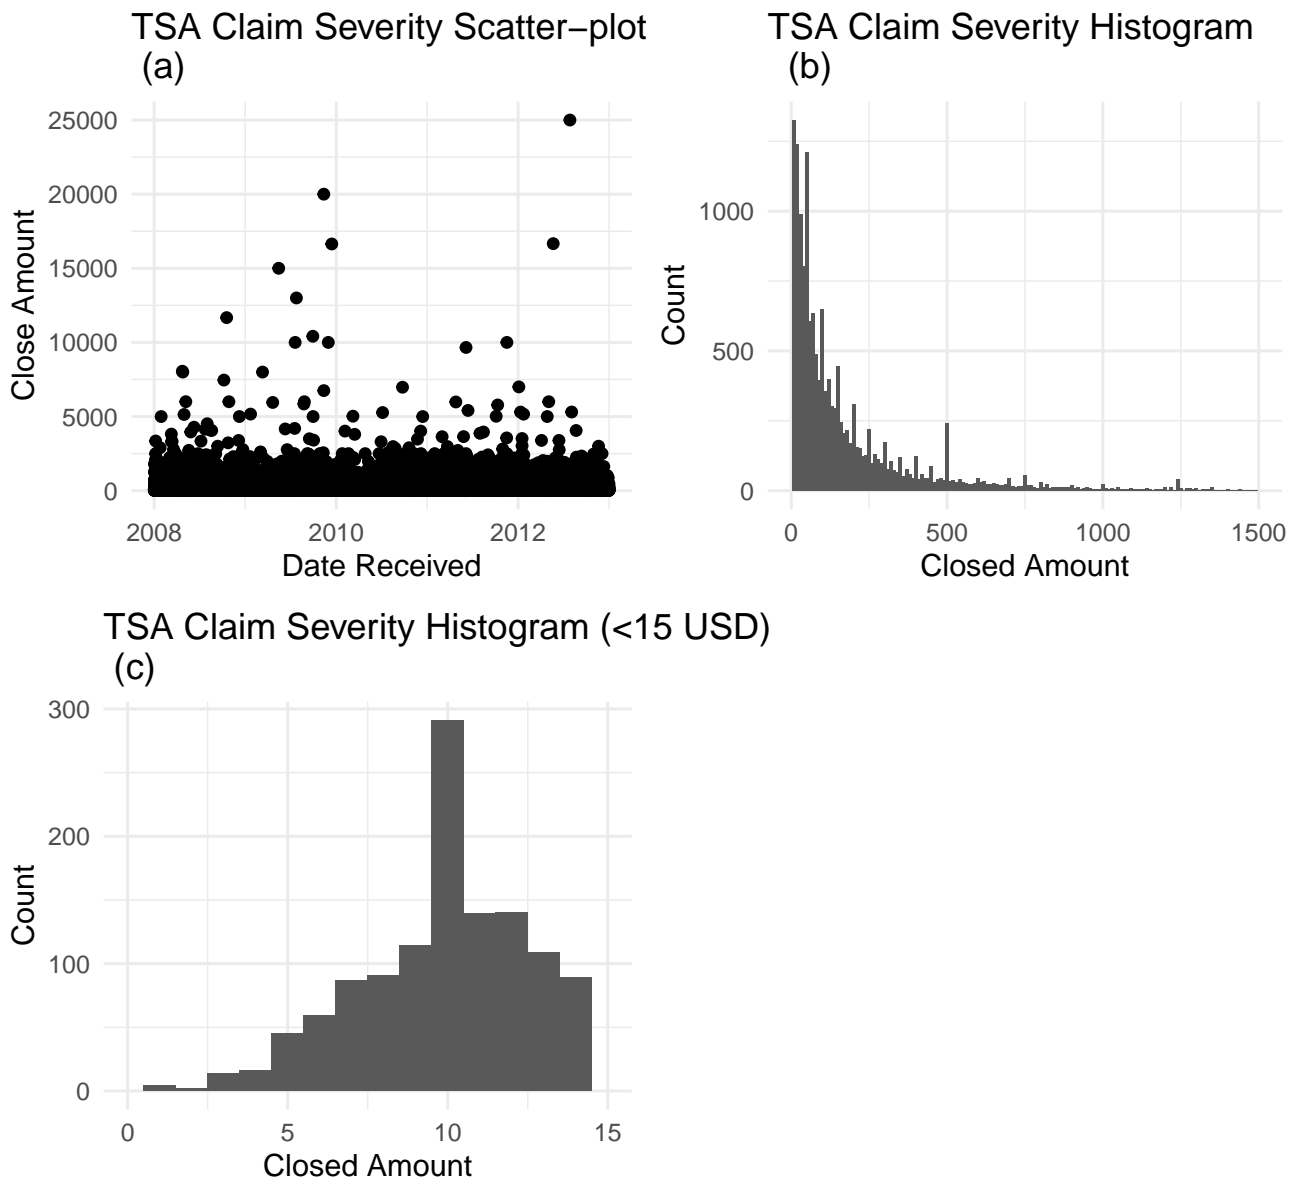 TSA Claim Severity Scatter−plot
(a)
25000
20000
15000
10000
5000
0
Close Amount
2008
2010
2012
Date Received
TSA Claim Severity Histogram
(b)
1000
500
0
Count
0
500
1000
1500
Closed Amount
TSA Claim Severity Histogram (<15 USD)
(c)
300
200
100
0
Count
0
5
10
15
Closed Amount